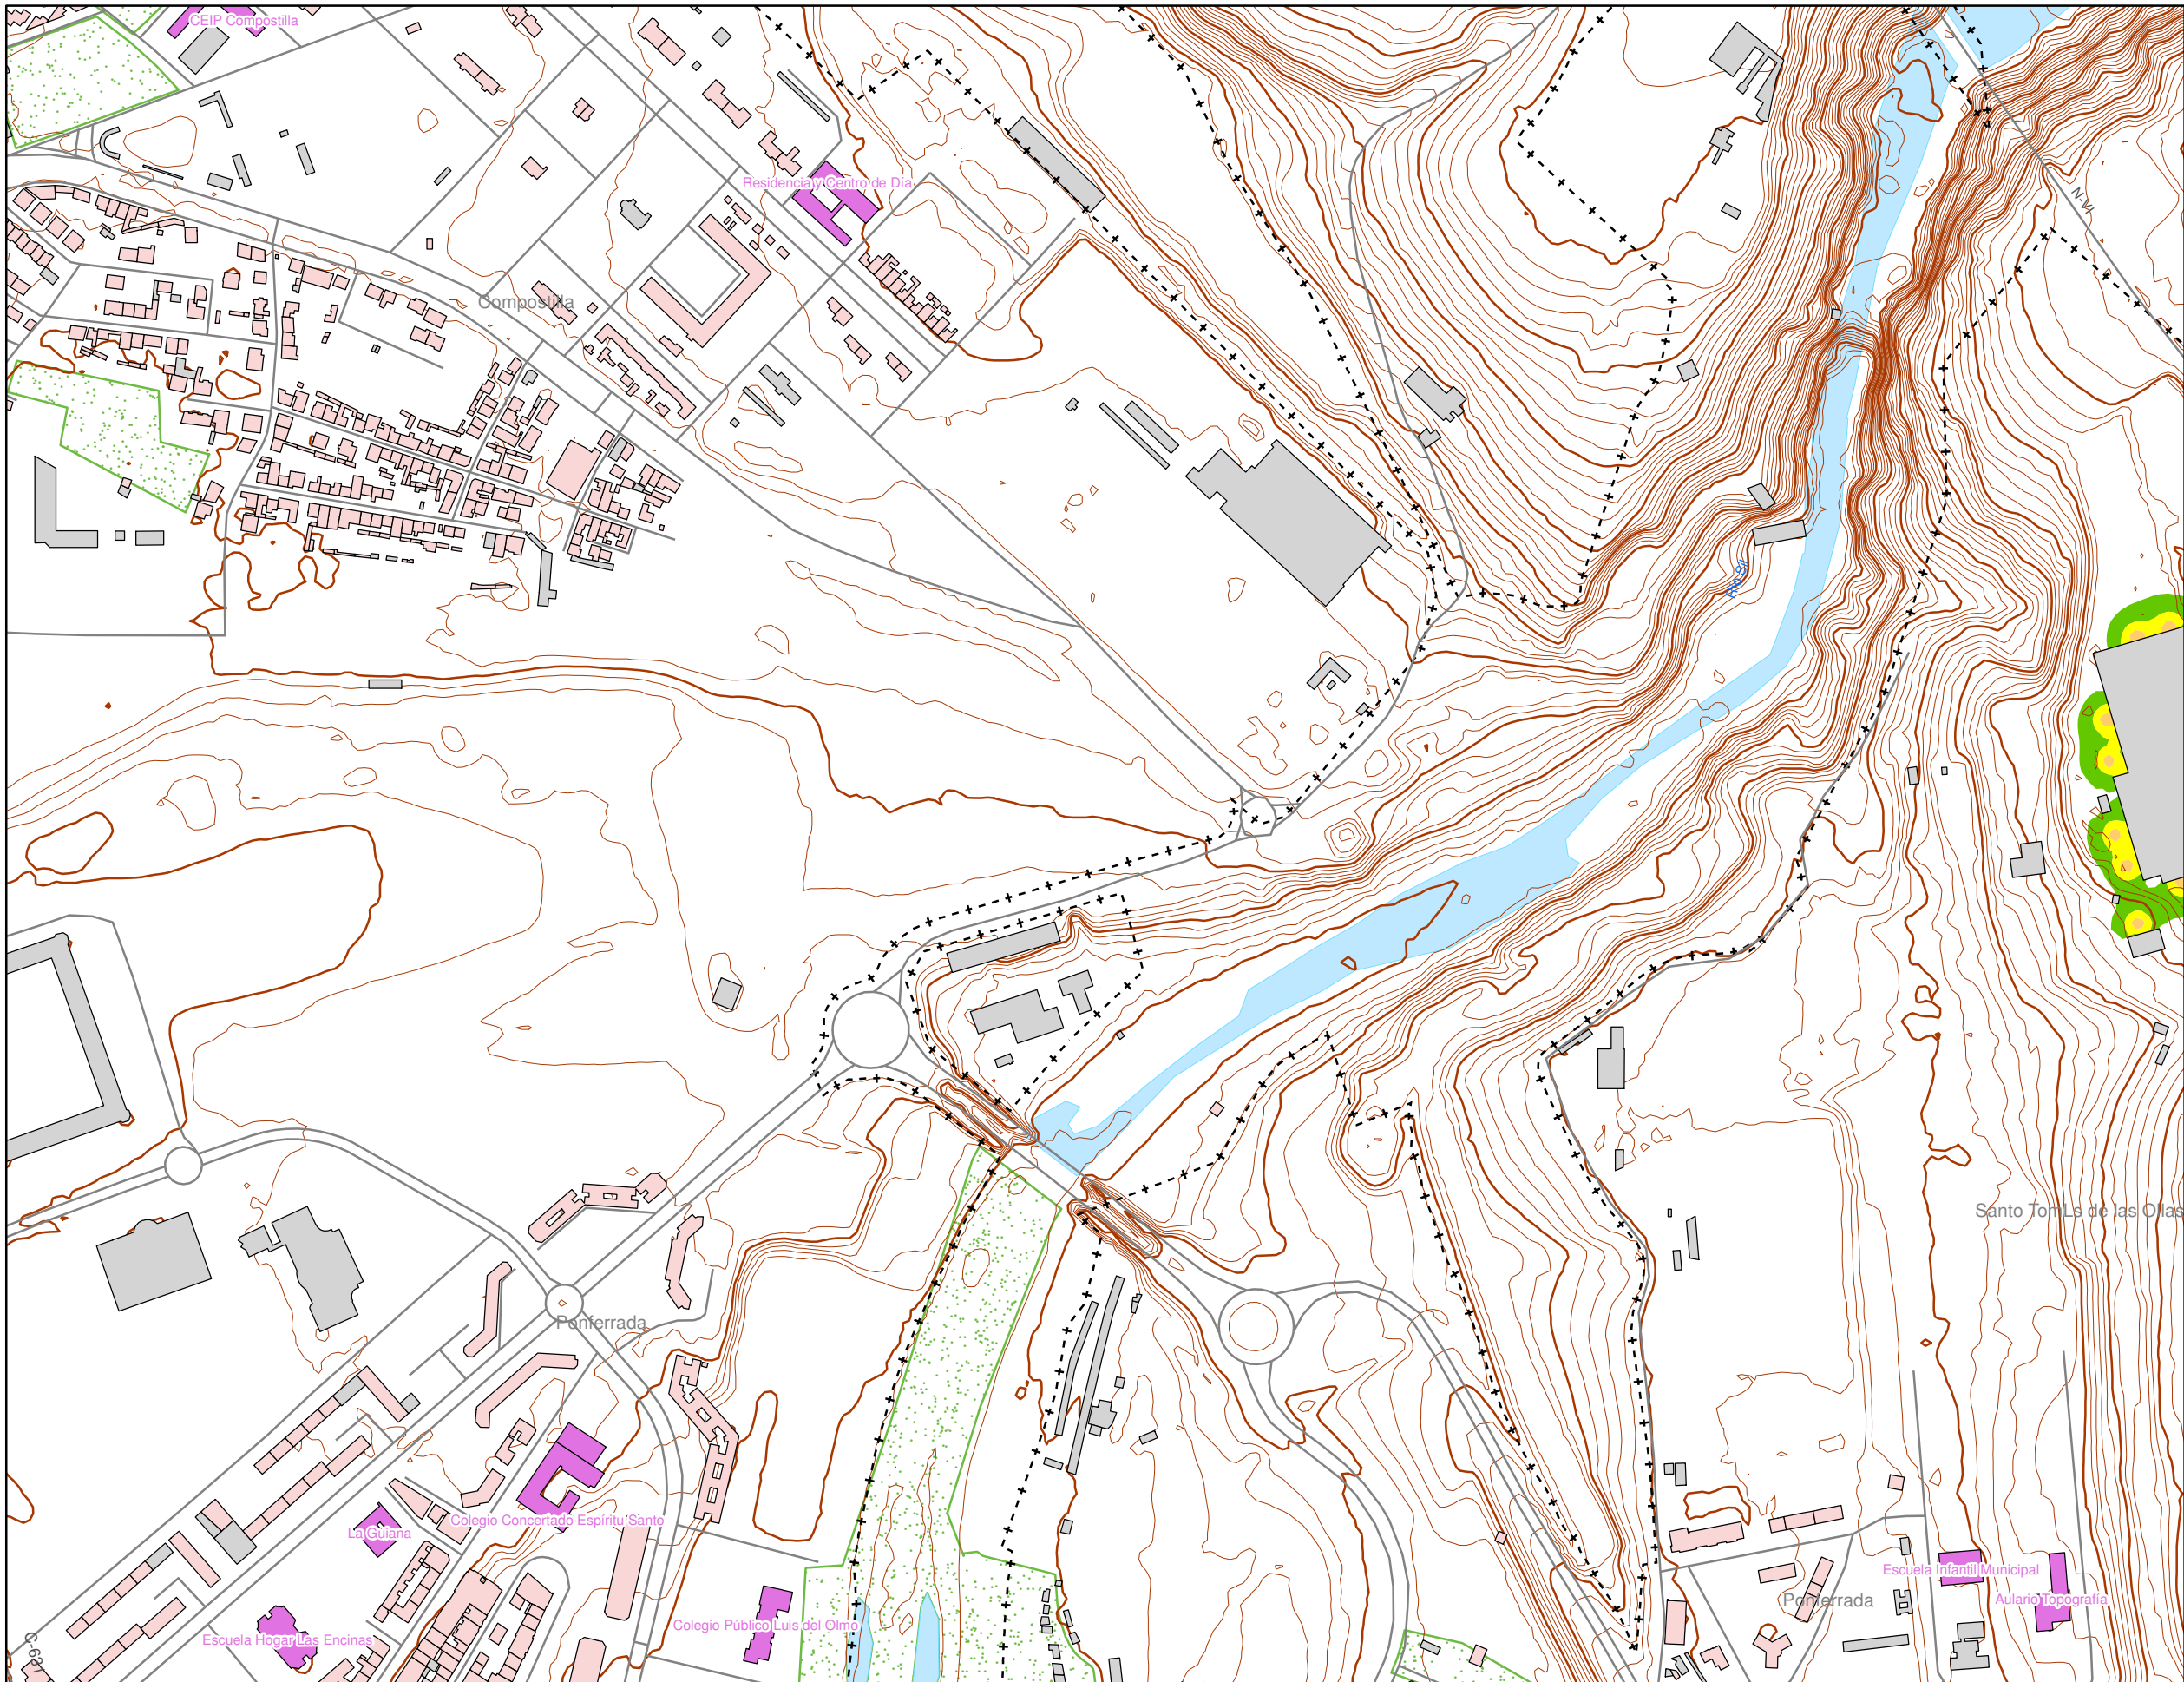 CEIP Compostilla
Residencia y Centro de Día
N-VI
Compostilla
Río Sil
Santo TomLs de las Ollas
Ponferrada
Colegio Concertado Espíritu Santo
La Guiana
Escuela Infantil Municipal
Aulario Topografía
Ponferrada
Colegio Público Luis del Olmo
Escuela Hogar Las Encinas
C-631